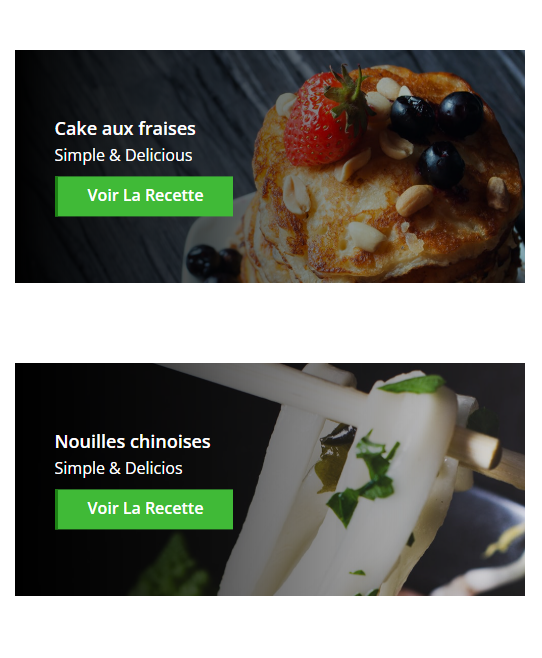 Cake aux fraises
Simple & Delicious
Voir La Recette
Nouilles chinoises
Simple & Delicios
Voir La Recette